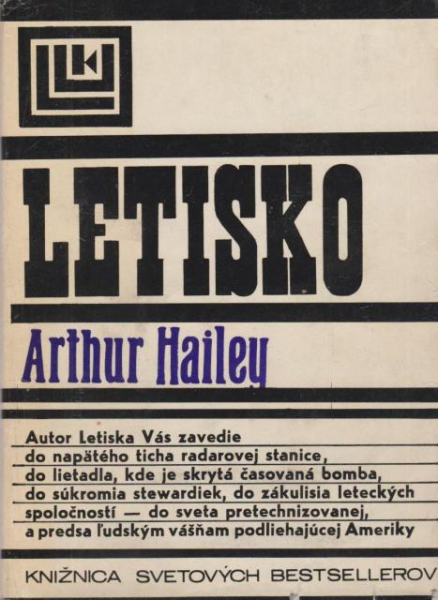 LETISKO
Arthur Hailey
Autor Letiska Vás zavedie
do napätého ticha radarovej stanice,
do lietadla, kde je skrytá časovaná bomba,
do súkromia stewardiek, do zákulisia leteckých
spoločností — do sveta pretechnizovanej,
a predsa ľudským vášňam podliehajúcej Ameriky
KNIŽNICA SVETOVÝCH BESTSELLEROV